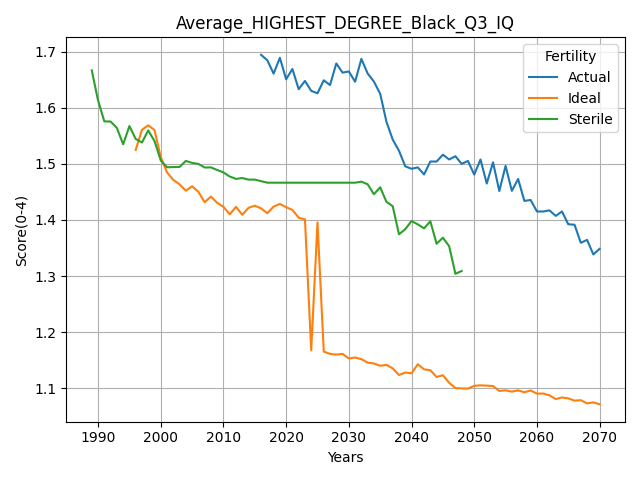 Average_HIGHEST_DEGREE_Black_Q3_IQ
Fertility
Actual
Ideal
Sterile
Score(0-4)
1.7
1.6
1.5
1.4
1.3
1.2
1.1
1990 2000 2010 2020 2030 2040 2050 2060 2070
Years